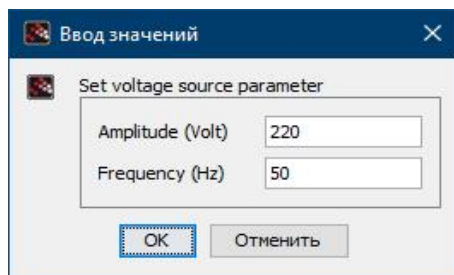 Ввод значений
Set voltage source parameter
Amplitude (Volt) 220
Frequency (Hz) 50
OK Отменить